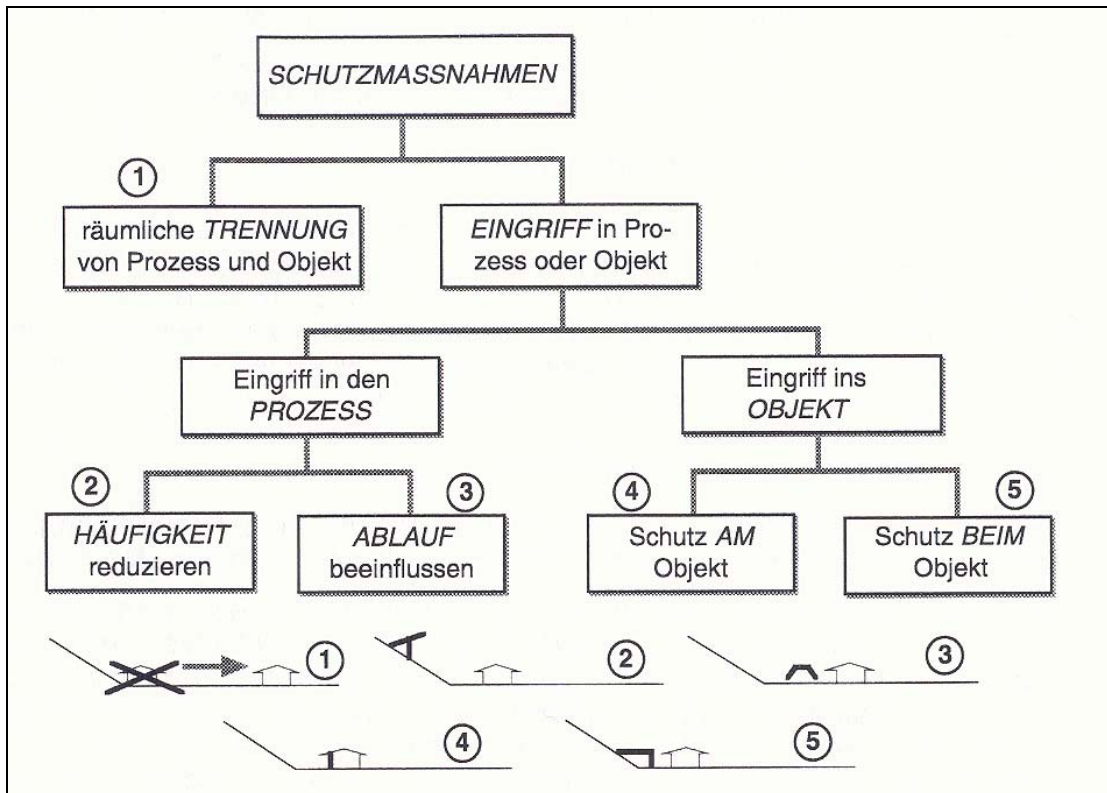 SCHUTZMASSNAHMEN
1
räumliche TRENNUNG
von Prozess und Objekt
EINGRIFF in Pro-
zess oder Objekt
Eingriff in den
PROZESS
Eingriff ins
OBJEKT
2
HÄUFIGKEIT
reduzieren
3
ABLAUF
beeinflussen
4
Schutz AM
Objekt
5
Schutz BEIM
Objekt
1
2
3
4
5